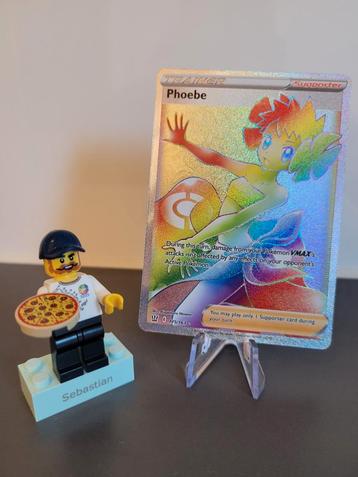 TRAINER
Supporter
Phoebe
During this turn, damage from your Pokémon VMAX's
attacks isn't affected by any effects on your opponent's
Active Pokémon.
You may play only 1 Supporter card during
your turn.
Sebastian